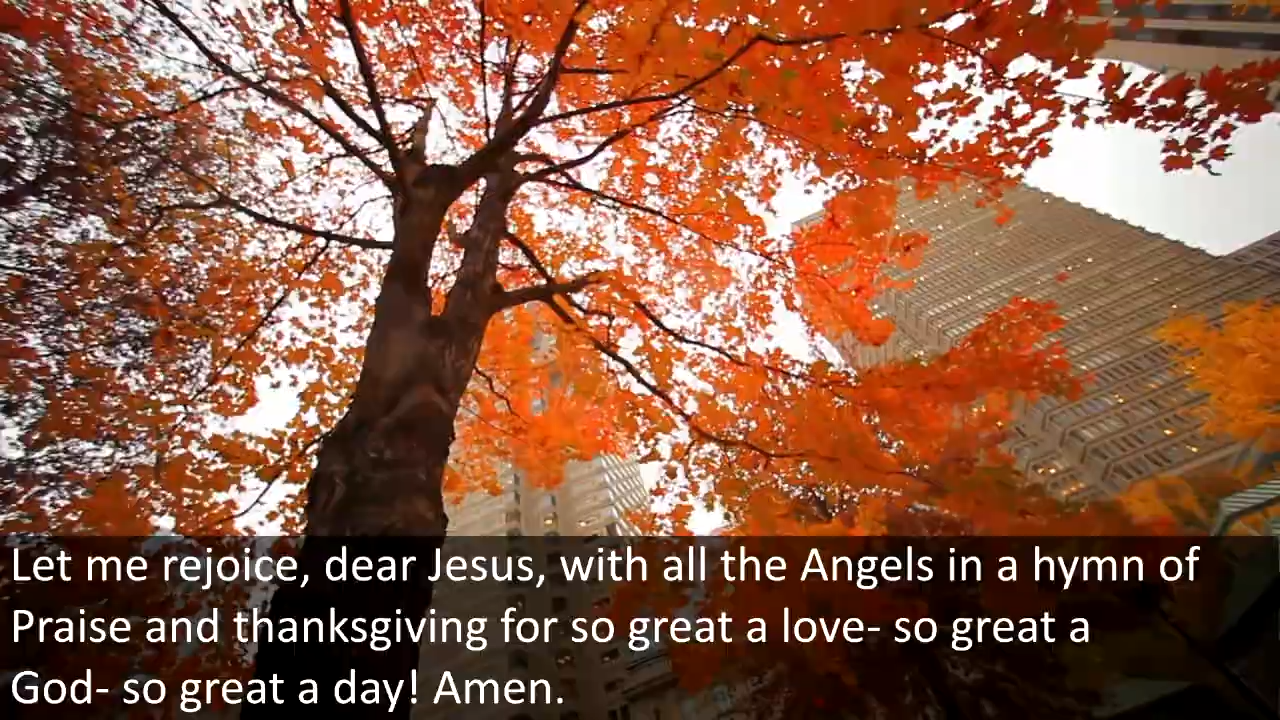 Let me rejoice, dear Jesus, with all the Angels in a hymn of
Praise and thanksgiving for so great a love- so great a
God- so great a day! Amen.